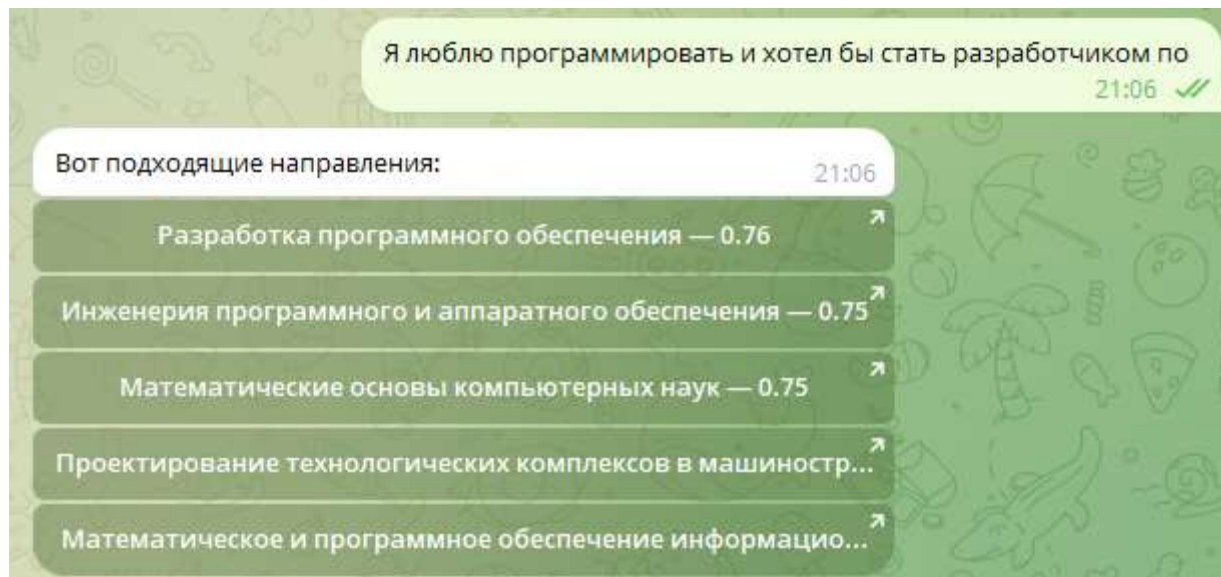 Я люблю программировать и хотел бы стать разработчиком по
21:06
Вот подходящие направления:
21:06
Разработка программного обеспечения — 0.76
Инженерия программного и аппаратного обеспечения — 0.75
Математические основы компьютерных наук — 0.75
Проектирование технологических комплексов в машиностр...
Математическое и программное обеспечение информацио...